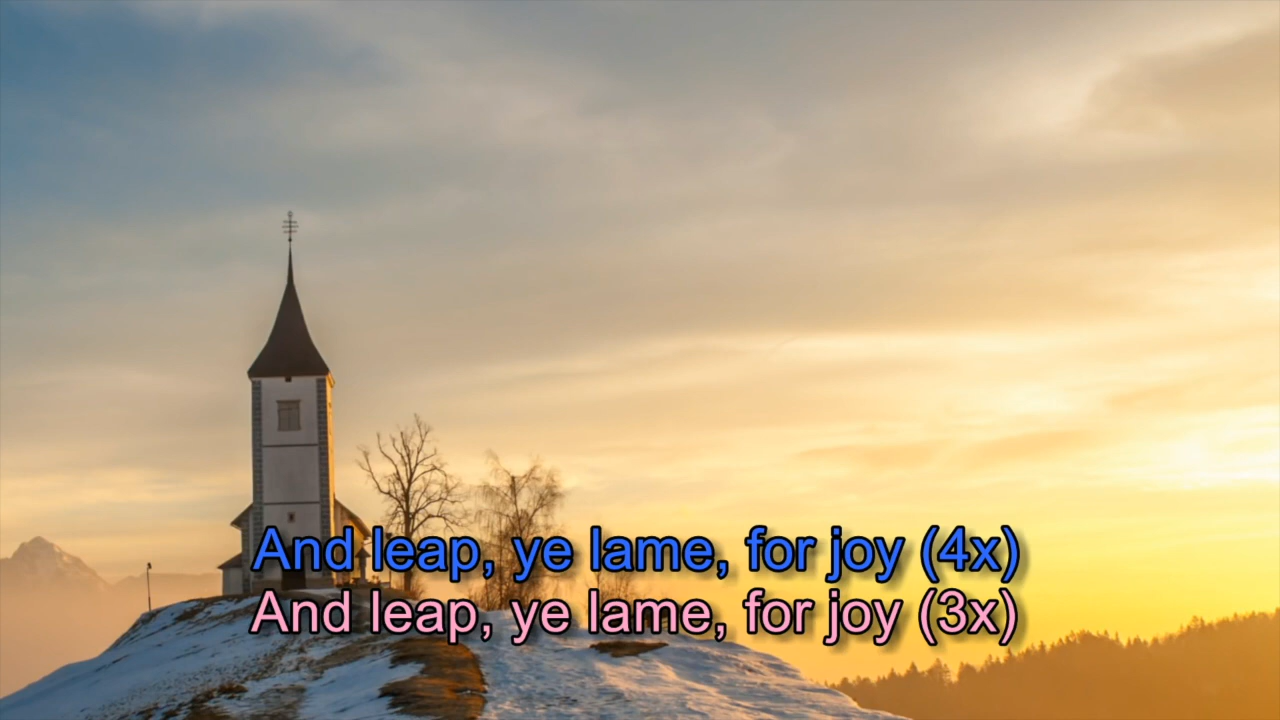 And leap, ye lame, for joy (4x)
And leap, ye lame, for joy (3x)